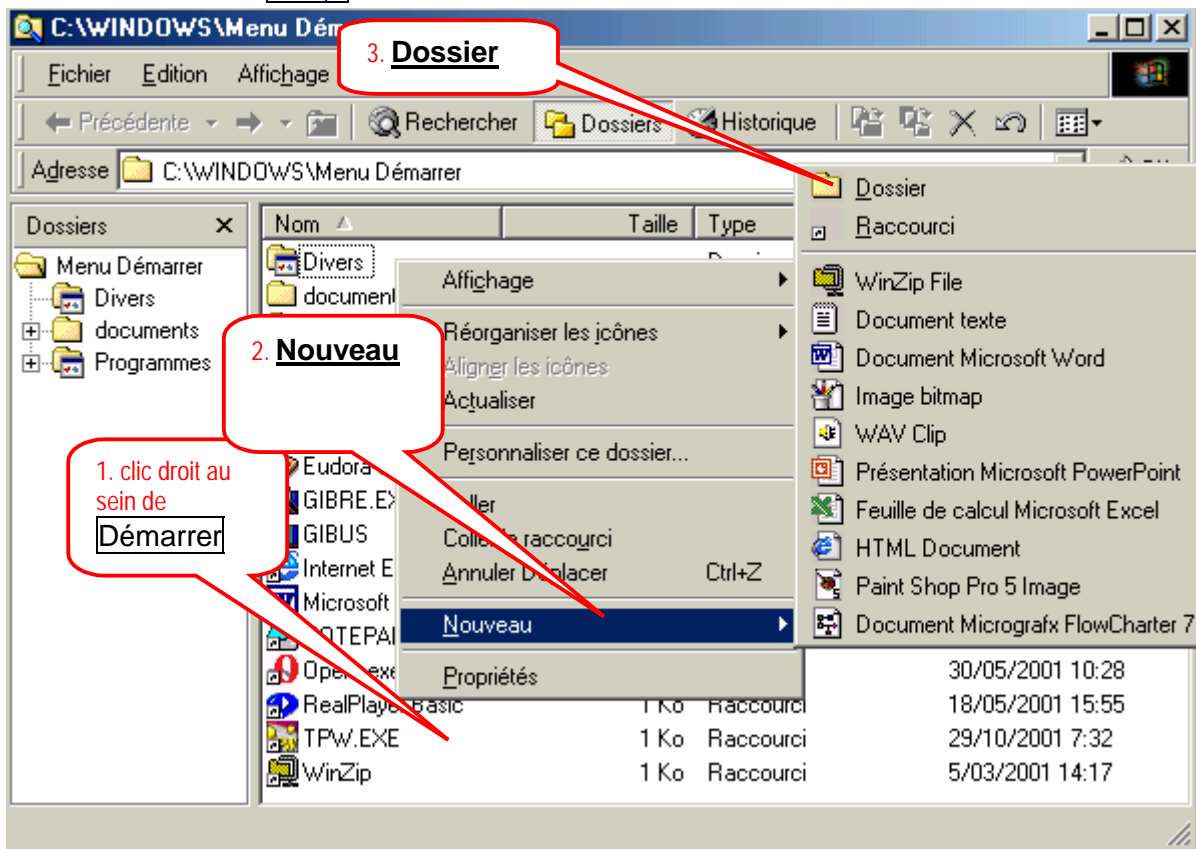 C:\WINDOWS\Menu Dém
3. Dossier
Fichier Edition Affichage
Précédente Rechercher Dossiers Historique
Adresse C:\WINDOWS\Menu Démarrer
Dossiers
Menu Démarrer
Divers
documents
Programmes
Nom Taille Type
Divers
document
Eudora
GIBRE.EX
GIBUS
Internet E
Microsoft
NOTEPA
Opera.exe
RealPlayer Basic 1 Ko Raccourci 18/05/2001 15:55
TPW.EXE 1 Ko Raccourci 29/10/2001 7:32
WinZip 1 Ko Raccourci 5/03/2001 14:17
30/05/2001 10:28
Affichage
Réorganiser les icônes
Aligner les icônes
Actualiser
Personnaliser ce dossier...
Coller
Coller le raccourci
Annuler Déplacer Ctrl+Z
Nouveau
Propriétés
Dossier
Raccourci
WinZip File
Document texte
Document Microsoft Word
Image bitmap
WAV Clip
Présentation Microsoft PowerPoint
Feuille de calcul Microsoft Excel
HTML Document
Paint Shop Pro 5 Image
Document Micrografx FlowCharter 7
2. Nouveau
1. clic droit au
sein de
Démarrer